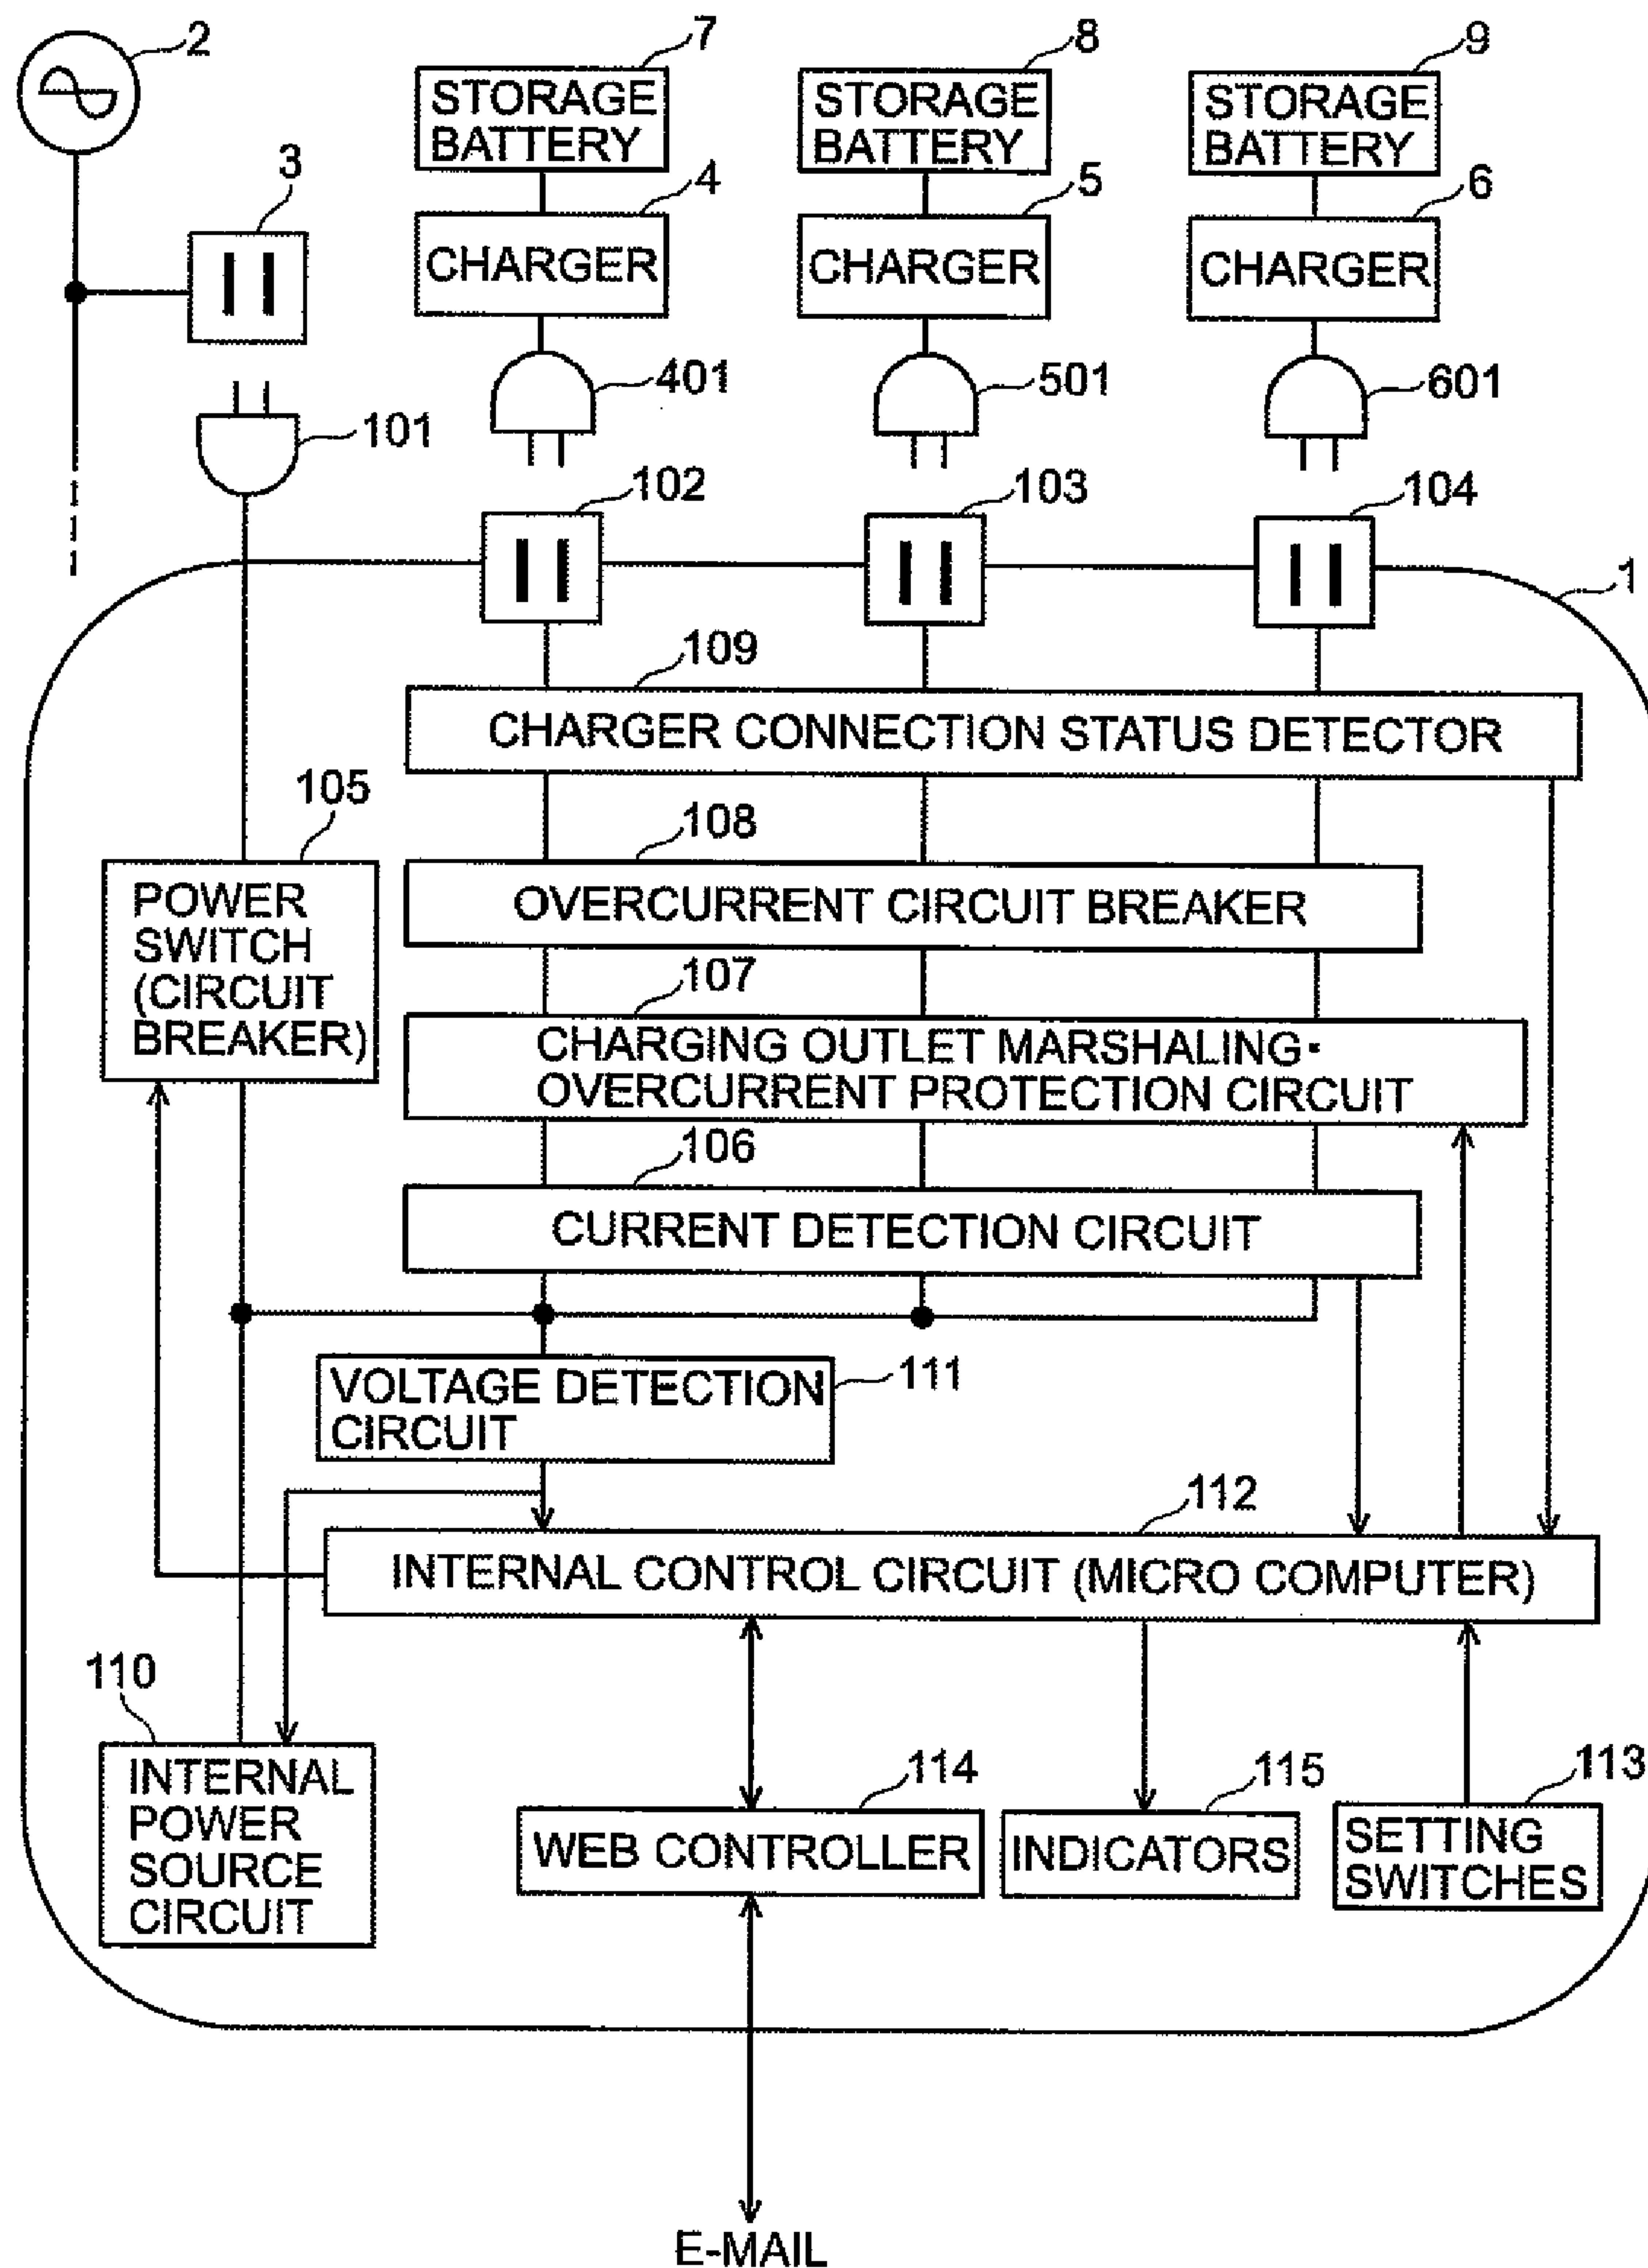 2
7
8
9
STORAGE
BATTERY
STORAGE
BATTERY
STORAGE
BATTERY
3
4
5
6
CHARGER
CHARGER
CHARGER
101
401
501
601
102
103
104
1
109
CHARGER CONNECTION STATUS DETECTOR
105
POWER
SWITCH
(CIRCUIT
BREAKER)
108
OVERCURRENT CIRCUIT BREAKER
107
CHARGING OUTLET MARSHALING·
OVERCURRENT PROTECTION CIRCUIT
106
CURRENT DETECTION CIRCUIT
VOLTAGE DETECTION
CIRCUIT
111
112
INTERNAL CONTROL CIRCUIT (MICRO COMPUTER)
110
INTERNAL
POWER
SOURCE
CIRCUIT
114
WEB CONTROLLER
115
INDICATORS
113
SETTING
SWITCHES
E-MAIL